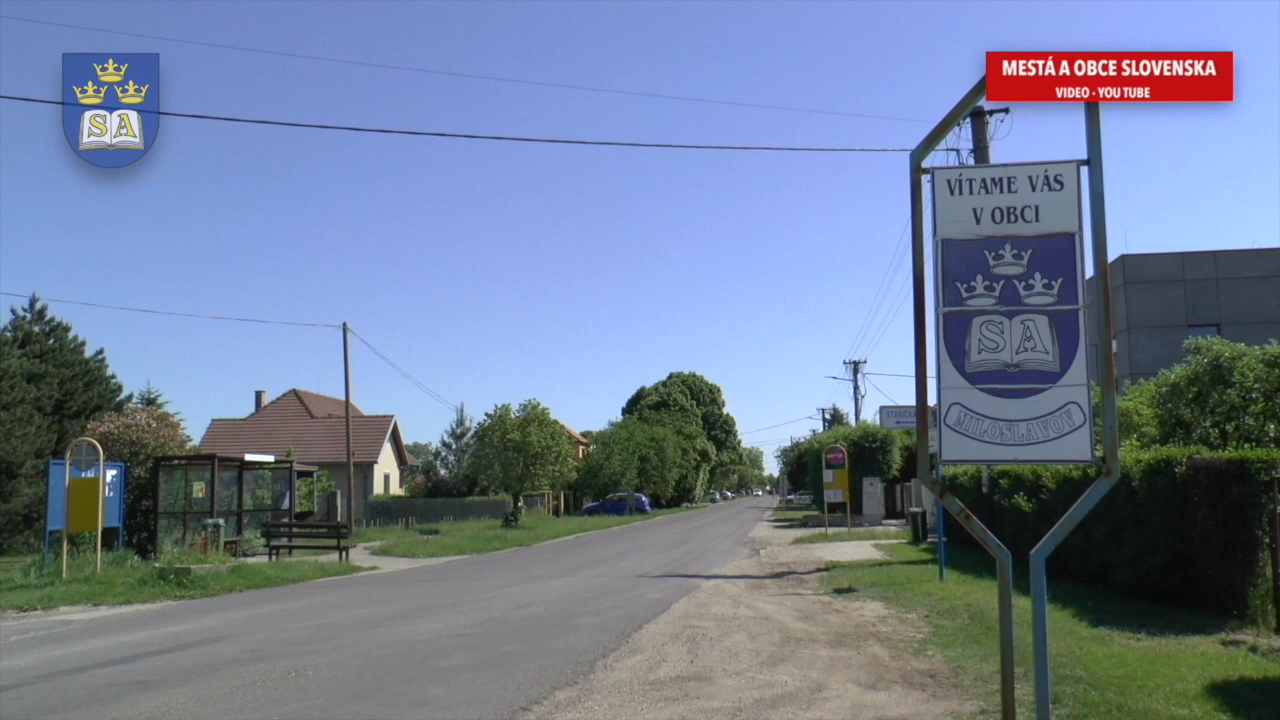 SA
MESTÁ A OBCE SLOVENSKA
VIDEO - YOU TUBE
VÍTAME VÁS
V OBCI
SA
MILOSLAVOV